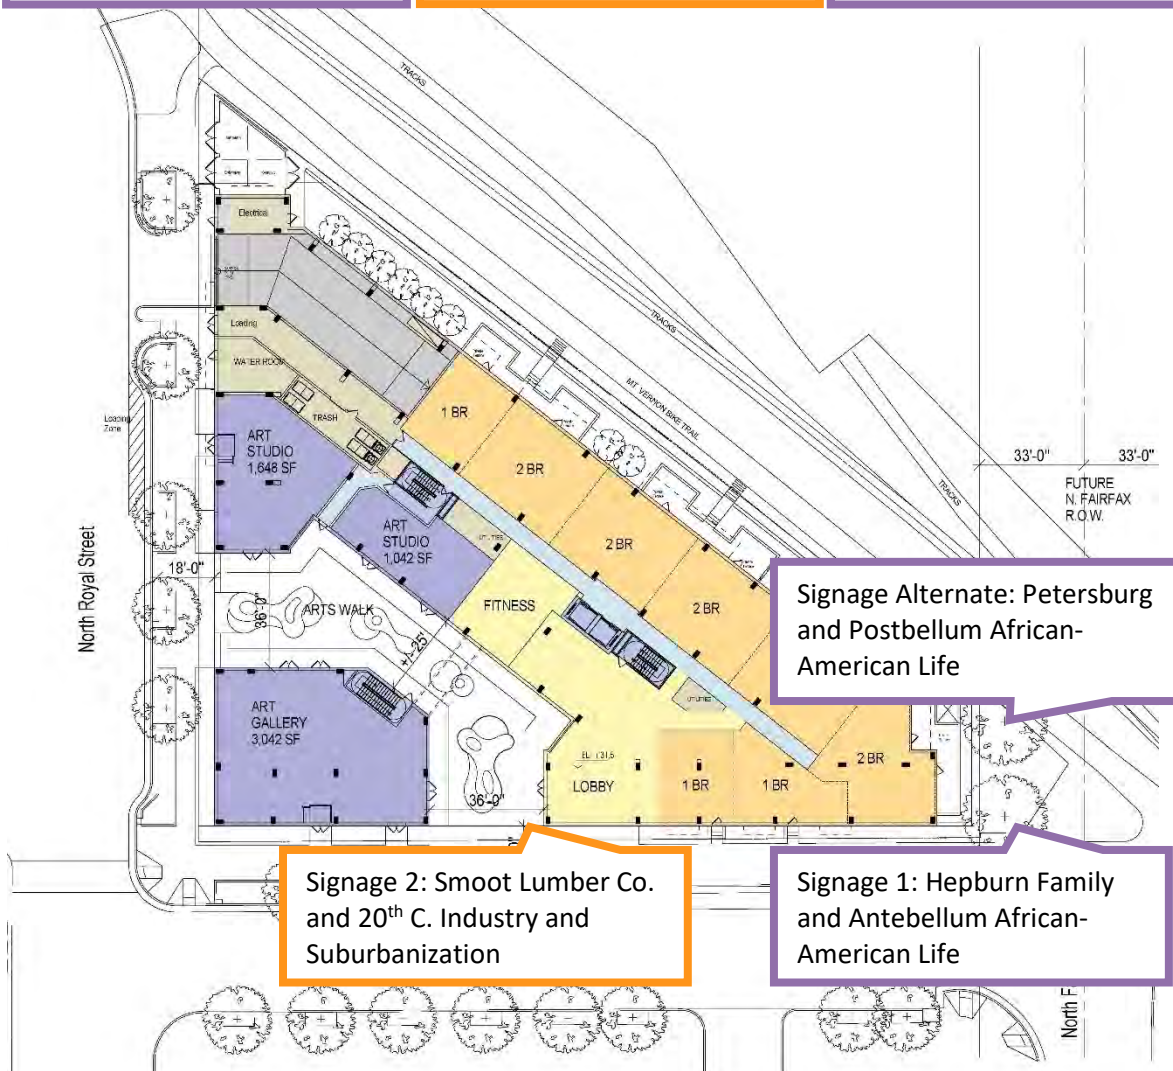 TRACKS
Electrical
TRACKS
Loading
WATER ROOM
MT. VERNON BIKE TRAIL
Loading
Zone
TRASH
1 BR
ART
STUDIO
1,648 SF
2 BR
33'-0"
33'-0"
TRACKS
FUTURE
N. FAIRFAX
R.O.W.
ART
STUDIO
1,042 SF
UTILITIES
2 BR
North Royal Street
18'-0"
36'-0"
ARTS WALK
FITNESS
2 BR
+/-25'
Signage Alternate: Petersburg
and Postbellum African-
American Life
UTILITIES
ART
GALLERY
3,042 SF
2 BR
LOBBY
1 BR
1 BR
36'-0"
Signage 2: Smoot Lumber Co.
and 20th C. Industry and
Suburbanization
Signage 1: Hepburn Family
and Antebellum African-
American Life
North F